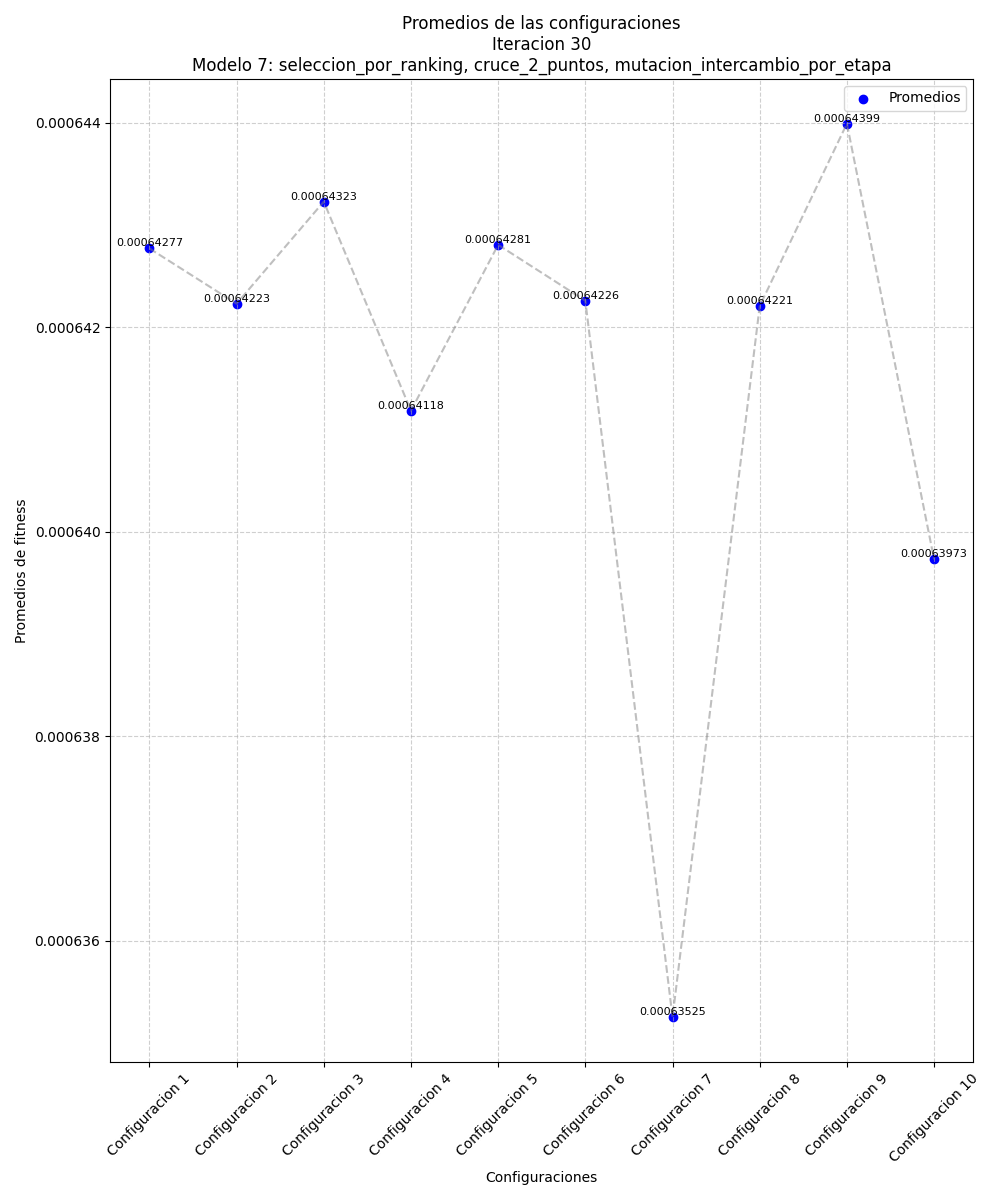 Promedios de las configuraciones
Iteracion 30
Modelo 7: seleccion_por_ranking, cruce_2_puntos, mutacion_intercambio_por_etapa
Promedios
0.000644
0.000642
0.000640
0.000638
0.000636
Promedios de fitness
0.00064277
0.00064223
0.00064323
0.00064118
0.00064281
0.00064226
0.00063525
0.00064221
0.00064399
0.00063973
Configuracion 1
Configuracion 2
Configuracion 3
Configuracion 4
Configuracion 5
Configuracion 6
Configuracion 7
Configuracion 8
Configuracion 9
Configuracion 10
Configuraciones